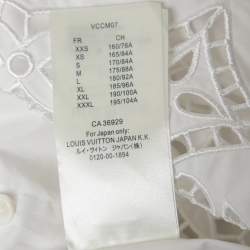 VCCM07
FR CH
XXS 160/78A
XS 165/84A
S 170/84A
M 175/88A
L 180/92A
XL 185/96A
XXL 190/100A
XXXL 195/104A
CA 36929
For Japan only:
LOUIS VUITTON JAPAN K.K.
ルイ・ヴィトン ジャパン(株)
0120-00-1854